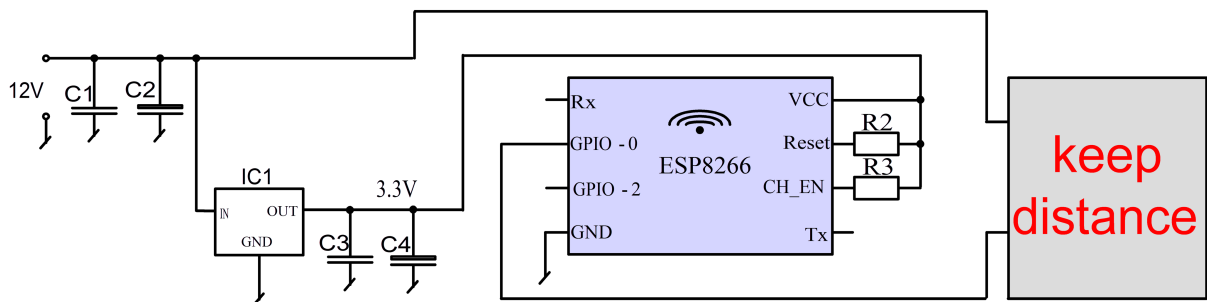 12V
C1
C2
IC1
IN
OUT
GND
3.3V
C3
C4
Rx
GPIO -0
GPIO -2
GND
ESP8266
VCC
Reset
CH_EN
Tx
R2
R3
keep
distance